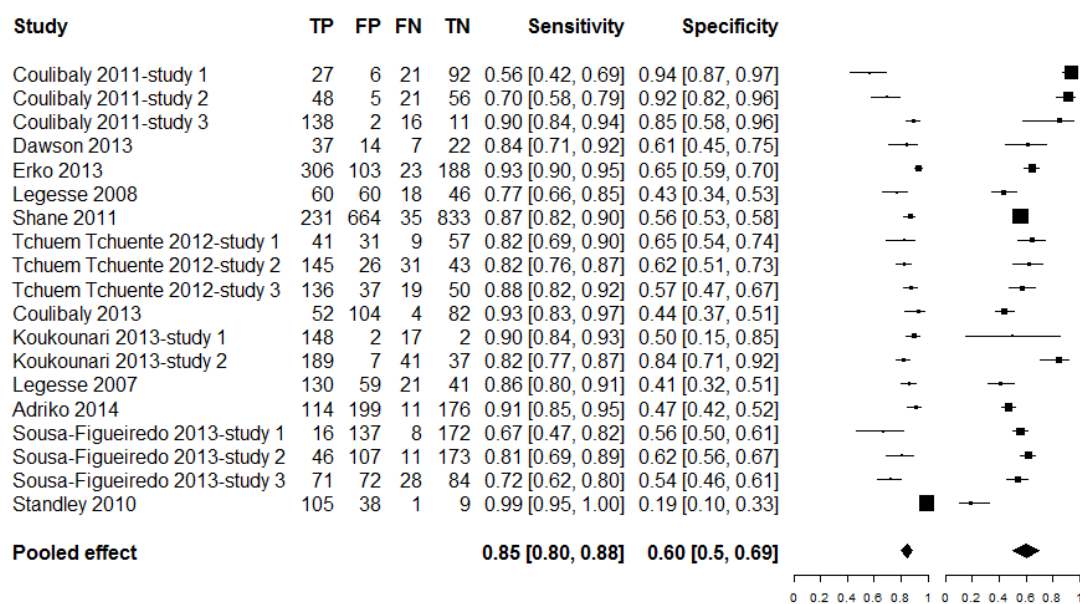 Study TP FP FN TN Sensitivity Specificity
Coulibaly 2011-study 1 27 6 21 92 0.56 [0.42, 0.69] 0.94 [0.87, 0.97]
Coulibaly 2011-study 2 48 5 21 56 0.70 [0.58, 0.79] 0.92 [0.82, 0.96]
Coulibaly 2011-study 3 138 2 16 11 0.90 [0.84, 0.94] 0.85 [0.58, 0.96]
Dawson 2013 37 14 7 22 0.84 [0.71, 0.92] 0.61 [0.45, 0.75]
Erko 2013 306 103 23 188 0.93 [0.90, 0.95] 0.65 [0.59, 0.70]
Legesse 2008 60 60 18 46 0.77 [0.66, 0.85] 0.43 [0.34, 0.53]
Shane 2011 231 664 35 833 0.87 [0.82, 0.90] 0.56 [0.53, 0.58]
Tchuem Tchuente 2012-study 1 41 31 9 57 0.82 [0.69, 0.90] 0.65 [0.54, 0.74]
Tchuem Tchuente 2012-study 2 145 26 31 43 0.82 [0.76, 0.87] 0.62 [0.51, 0.73]
Tchuem Tchuente 2012-study 3 136 37 19 50 0.88 [0.82, 0.92] 0.57 [0.47, 0.67]
Coulibaly 2013 52 104 4 82 0.93 [0.83, 0.97] 0.44 [0.37, 0.51]
Koukounari 2013-study 1 148 2 17 2 0.90 [0.84, 0.93] 0.50 [0.15, 0.85]
Koukounari 2013-study 2 189 7 41 37 0.82 [0.77, 0.87] 0.84 [0.71, 0.92]
Legesse 2007 130 59 21 41 0.86 [0.80, 0.91] 0.41 [0.32, 0.51]
Adriko 2014 114 199 11 176 0.91 [0.85, 0.95] 0.47 [0.42, 0.52]
Sousa-Figueiredo 2013-study 1 16 137 8 172 0.67 [0.47, 0.82] 0.56 [0.50, 0.61]
Sousa-Figueiredo 2013-study 2 46 107 11 173 0.81 [0.69, 0.89] 0.62 [0.56, 0.67]
Sousa-Figueiredo 2013-study 3 71 72 28 84 0.72 [0.62, 0.80] 0.54 [0.46, 0.61]
Standley 2010 105 38 1 9 0.99 [0.95, 1.00] 0.19 [0.10, 0.33]
Pooled effect 0.85 [0.80, 0.88] 0.60 [0.5, 0.69]
0 0.2 0.4 0.6 0.8 1 0 0.2 0.4 0.6 0.8 1